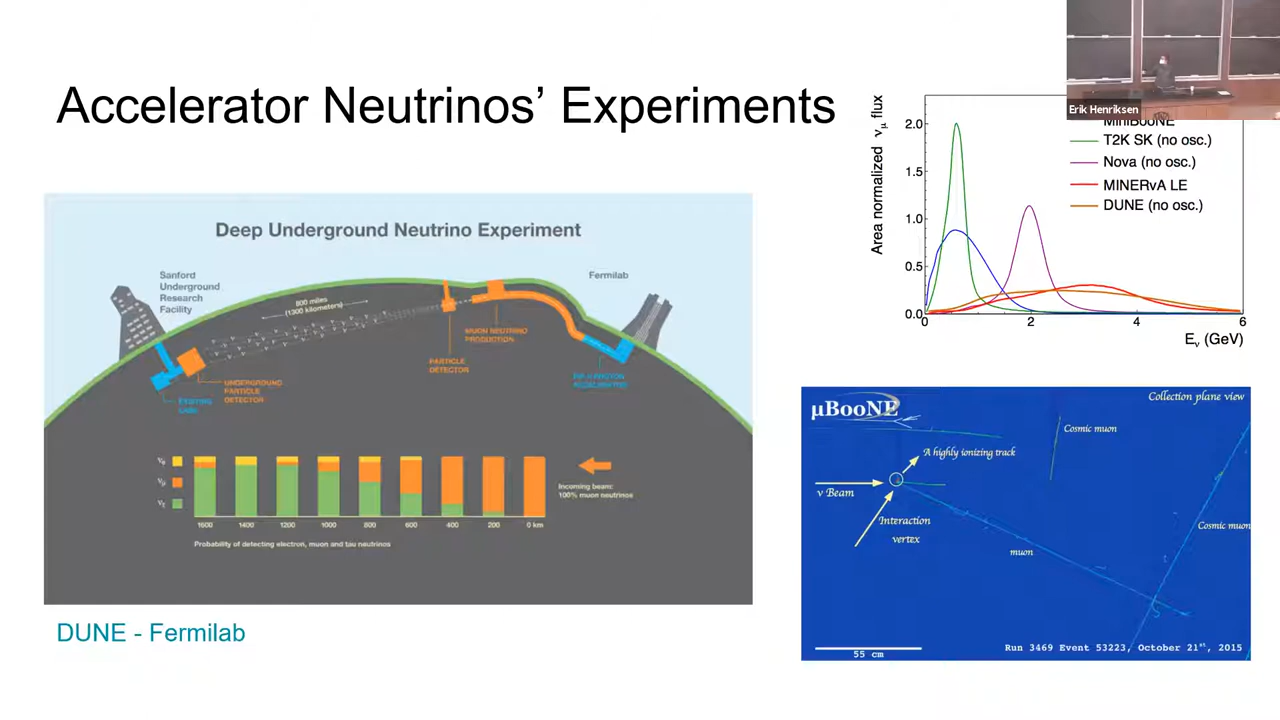 Accelerator Neutrinos’ Experiments
Erik Henriksen
Deep Underground Neutrino Experiment
Sanford
Underground
Research
Facility
Fermilab
800 miles
(1300 kilometers)
MUON NEUTRINO
PRODUCTION
PARTICLE
DETECTOR
UNDERGROUND
PARTICLE
DETECTOR
EXISTING
LABS
νe
νμ
ντ
Incoming beam:
100% muon neutrinos
1600 1400 1200 1000 800 600 400 200 0 km
Probability of detecting electron, muon and tau neutrinos
DUNE - Fermilab
Area normalized νμ flux
2.0
1.5
1.0
0.5
0.0
0 2 4 6
Eν (GeV)
MiniBooNE
T2K SK (no osc.)
Nova (no osc.)
MINERvA LE
DUNE (no osc.)
μBooNE
Collection plane view
Cosmic muon
A highly ionizing track
ν Beam
Interaction
vertex
muon
Cosmic muon
55 cm
Run 3469 Event 53223, October 21st, 2015